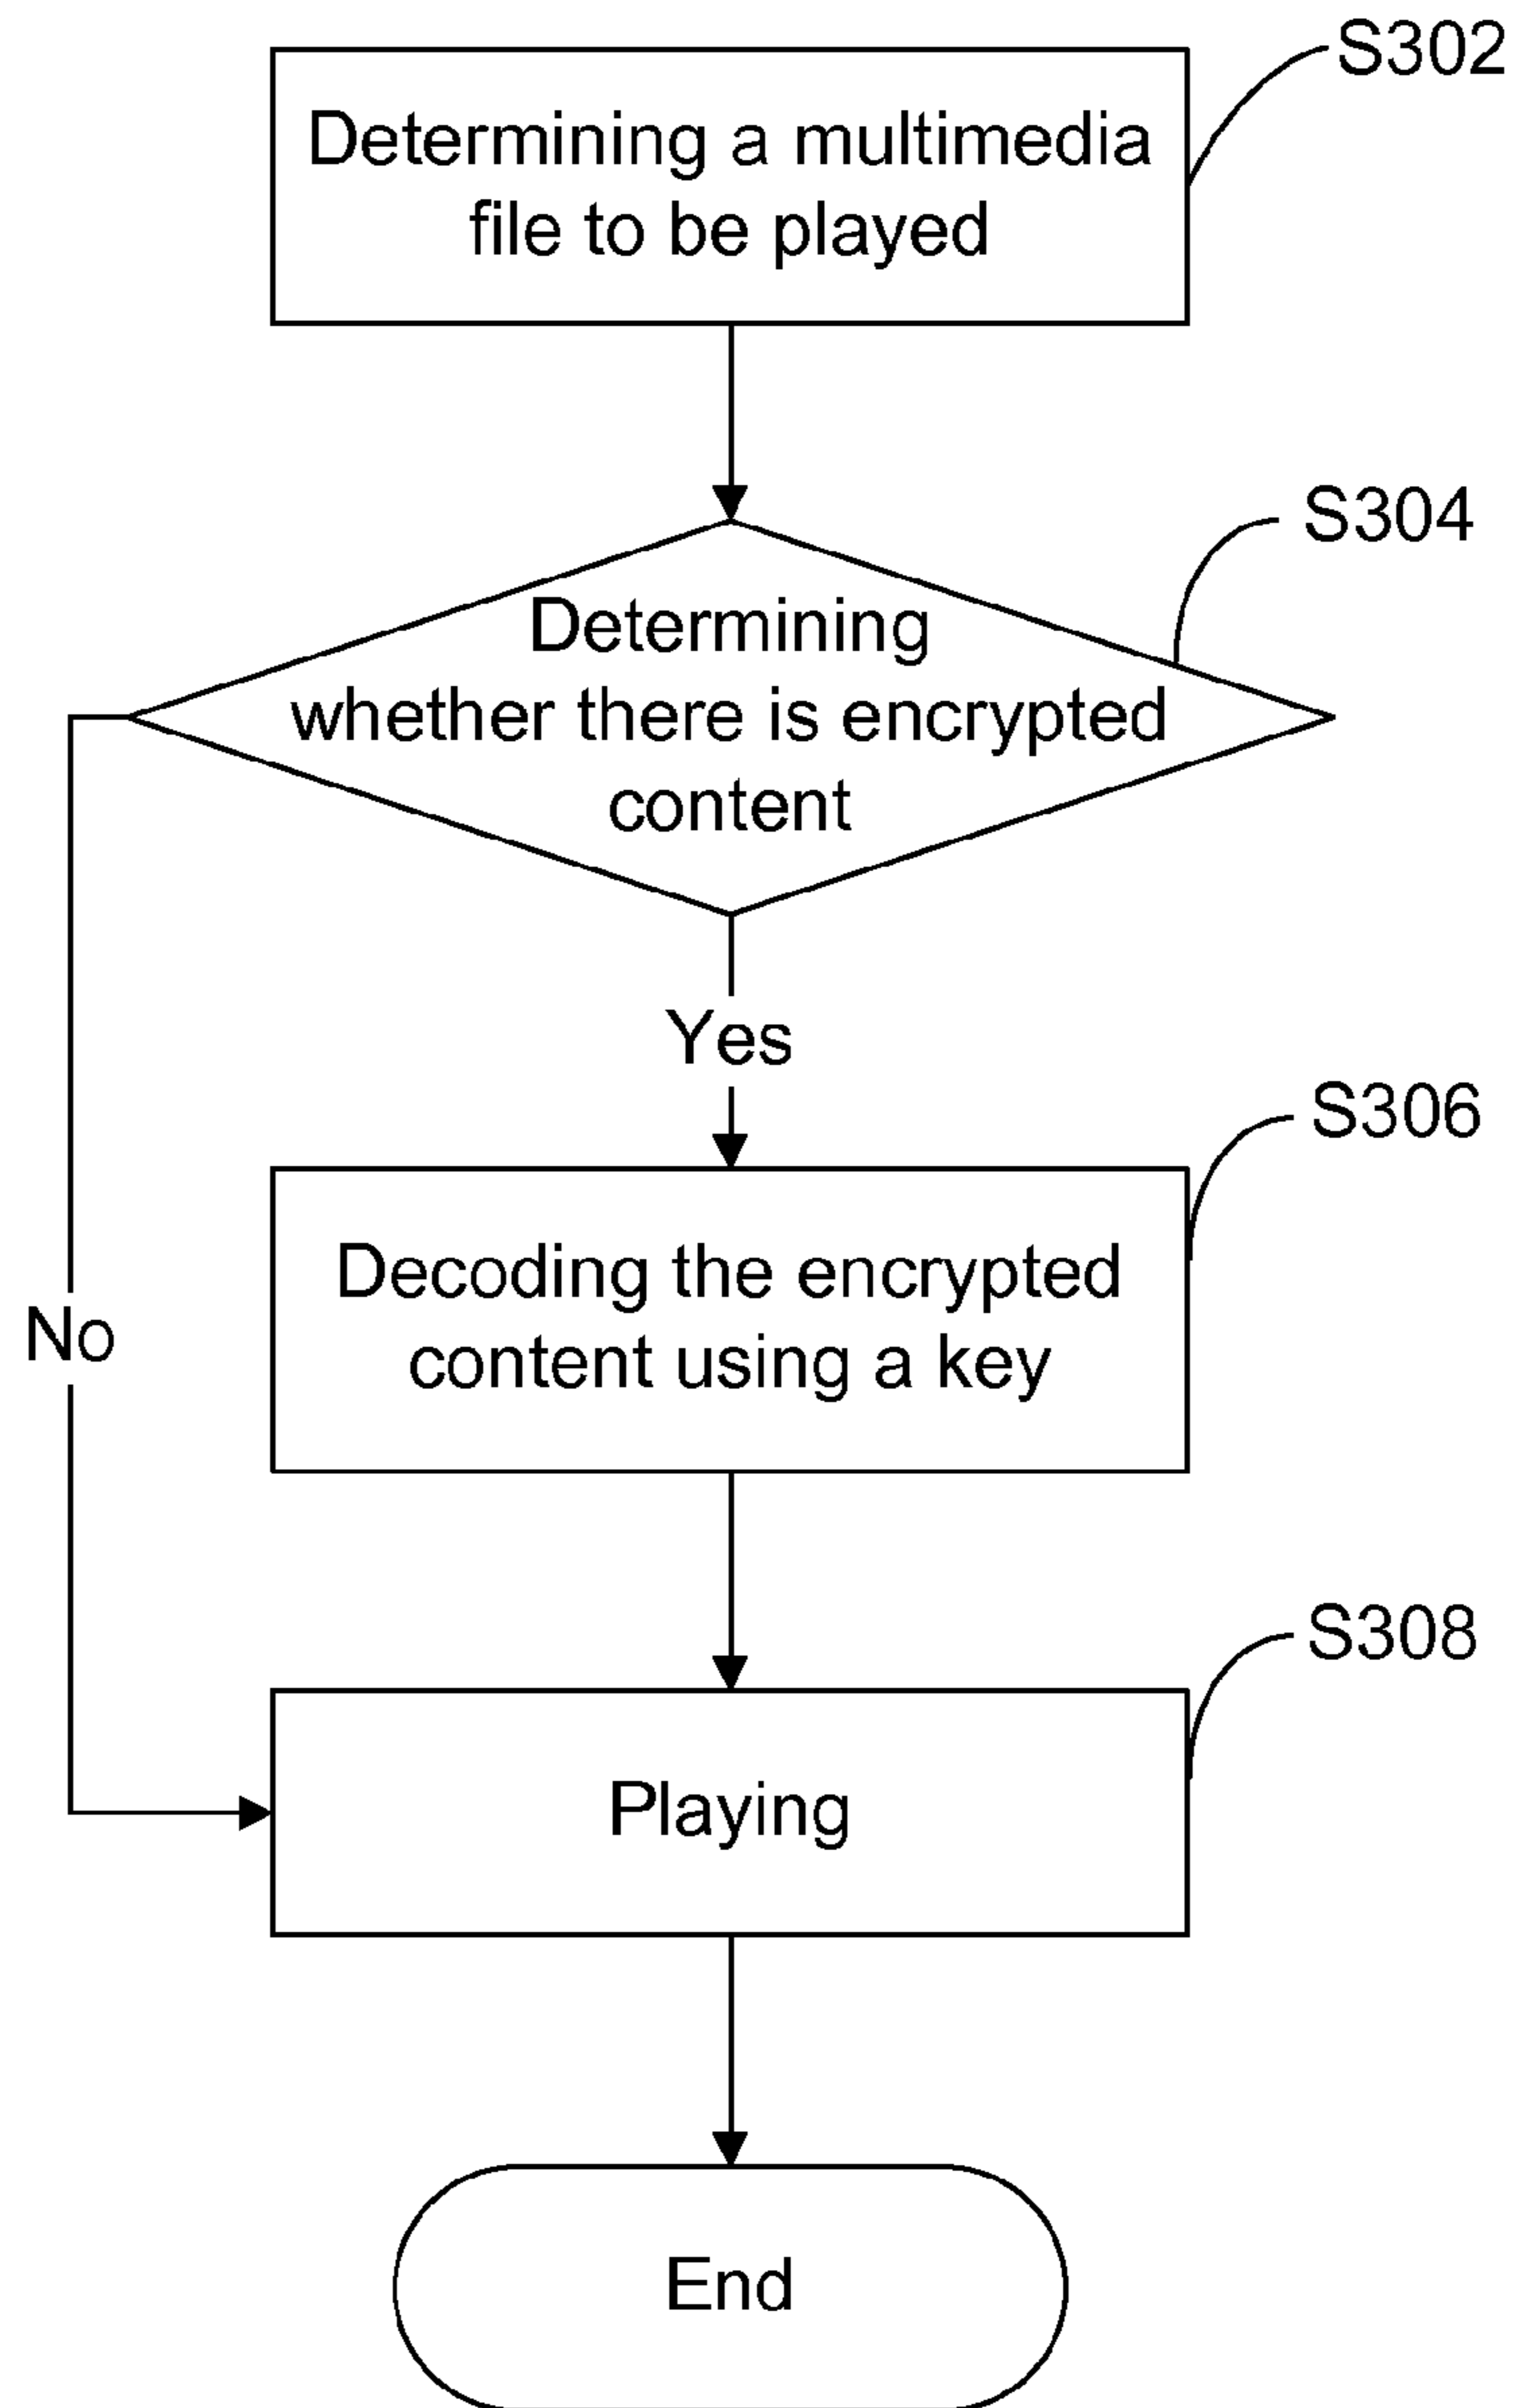 S302
Determining a multimedia
file to be played
S304
Determining
whether there is encrypted
content
Yes
S306
Decoding the encrypted
content using a key
No
S308
Playing
End